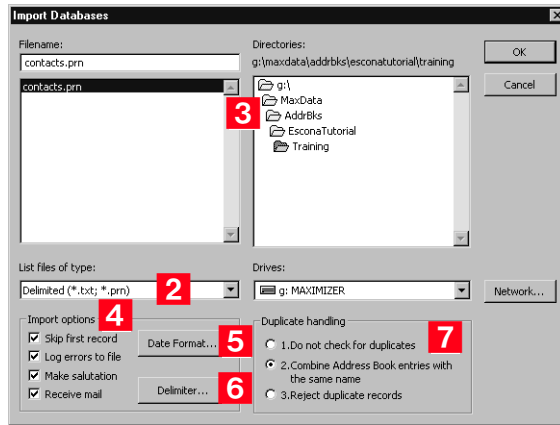 Import Databases
Filename:
contacts.prn
contacts.prn
Directories:
g:\maxdata\addrbks\esconatutorial\training
g:\
MaxData
AddrBks
EsconaTutorial
Training
3
OK
Cancel
List files of type:
Delimited (*.txt; *.prn)
2
Drives:
g: MAXIMIZER
Network...
Import options
4
Skip first record
Log errors to file
Make salutation
Receive mail
Date Format...
5
Delimiter...
6
Duplicate handling
7
1.Do not check for duplicates
2.Combine Address Book entries with
the same name
3.Reject duplicate records